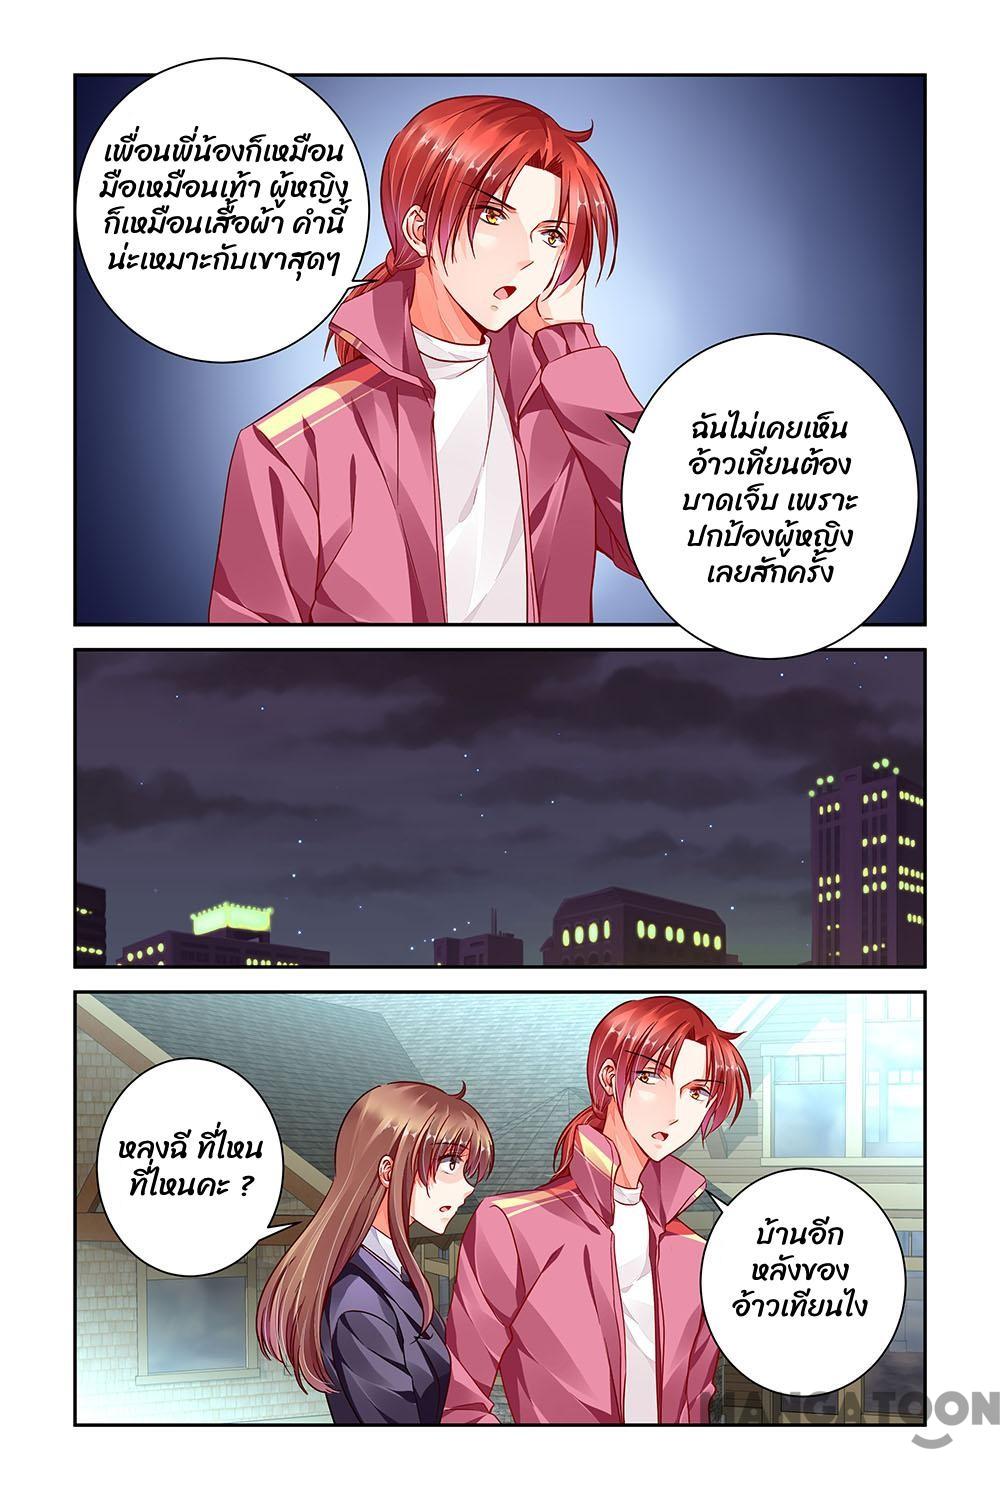 เพื่อนพี่น้องก็เหมือน
มือเหมือนเท้า ผู้หญิง
ก็เหมือนเสื้อผ้า คำนี้
น่ะเหมาะกับเขาสุดๆ
ฉันไม่เคยเห็น
อ้าวเทียนต้อง
บาดเจ็บ เพราะ
ปกป้องผู้หญิง
เลยสักครั้ง
หลงฉี ที่ไหน
ที่ไหนคะ ?
บ้านอีก
หลังของ
อ้าวเทียนไง
MANGATOON